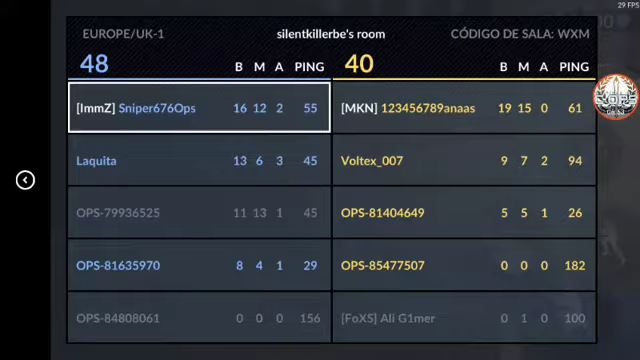 29 FPS
EUROPE/UK-1 silentkillerbe's room CÓDIGO DE SALA: WXM
48 B M A PING 40 B M A PING
[ImmZ] Sniper676Ops 16 12 2 55 [MKN] 123456789anaas 19 15 0 61
Laquita 13 6 3 45 Voltex_007 9 7 2 94
OPS-79936525 11 13 1 45 OPS-81404649 5 5 1 26
OPS-81635970 8 4 1 29 OPS-85477507 0 0 0 182
OPS-84808061 0 0 0 156 [FoXS] Ali G1mer 0 1 0 100